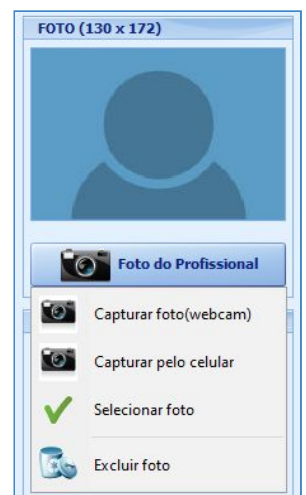 FOTO (130 x 172)
Foto do Profissional
Capturar foto(webcam)
Capturar pelo celular
Selecionar foto
Excluir foto